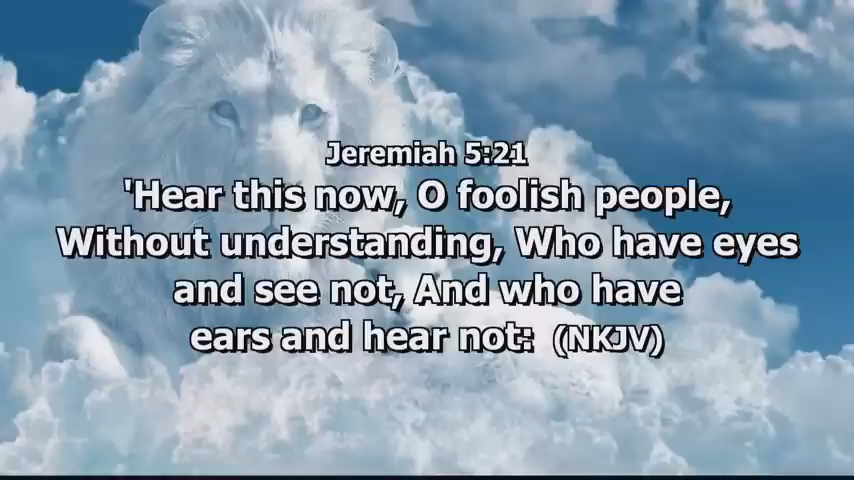 Jeremiah 5:21
'Hear this now, O foolish people,
Without understanding, Who have eyes
and see not, And who have
ears and hear not:  (NKJV)